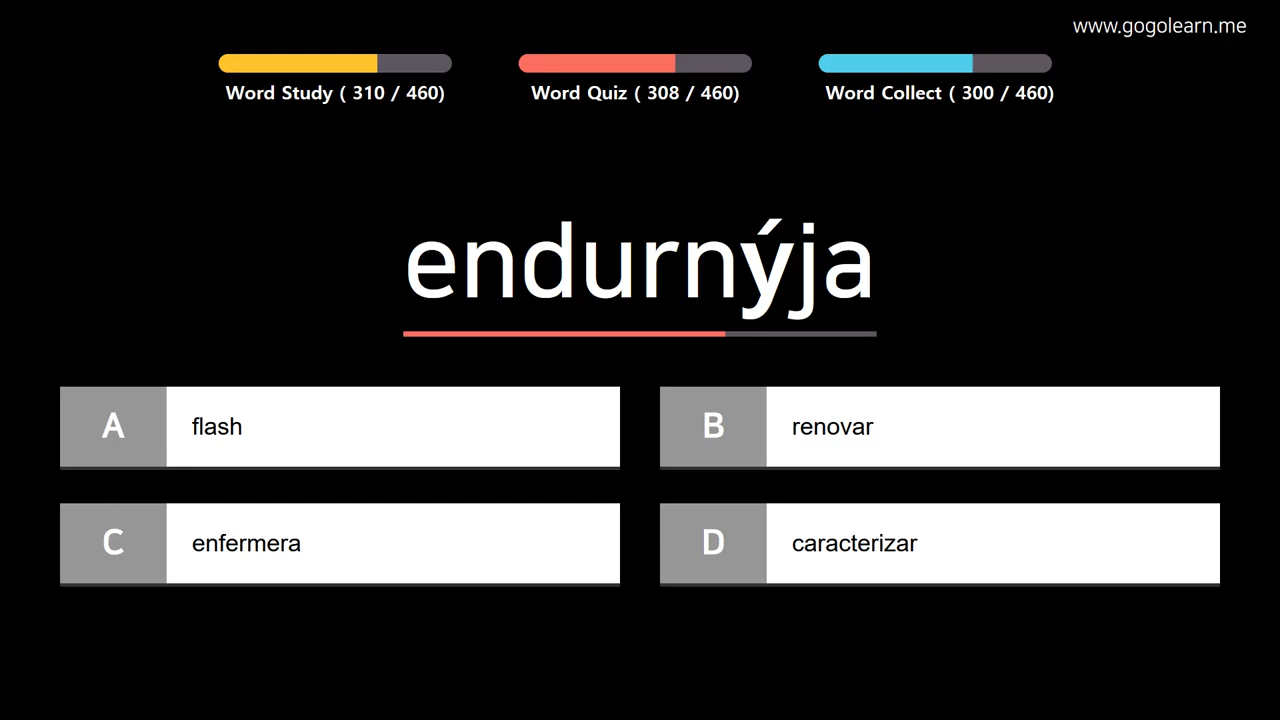 www.gogolearn.me
Word Study ( 310 / 460)
Word Quiz ( 308 / 460)
Word Collect ( 300 / 460)
endurnýja
A flash
B renovar
C enfermera
D caracterizar